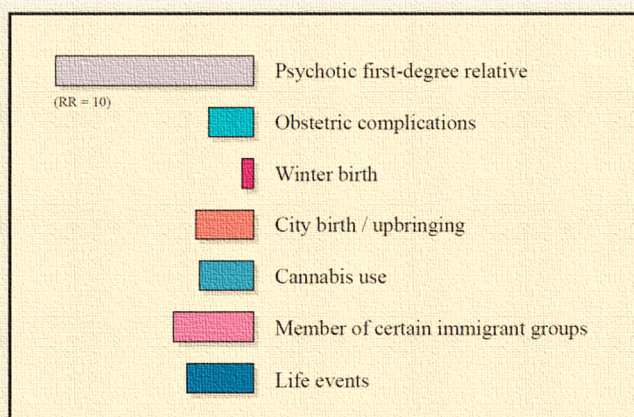 Psychotic first-degree relative
(RR = 10)
Obstetric complications
Winter birth
City birth / upbringing
Cannabis use
Member of certain immigrant groups
Life events